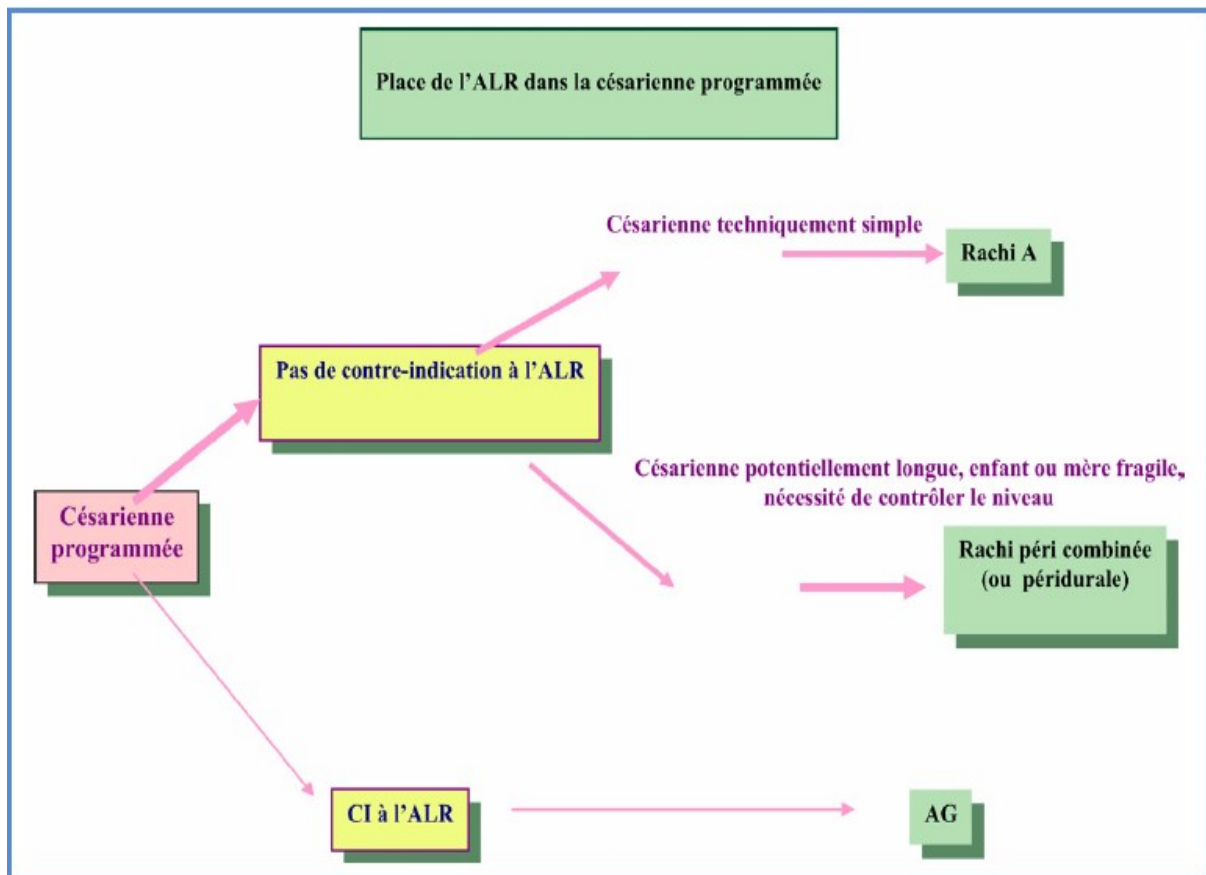 Place de l'ALR dans la césarienne programmée
Césarienne techniquement simple
Rachi A
Pas de contre-indication à l'ALR
Césarienne potentiellement longue, enfant ou mère fragile,
nécessité de contrôler le niveau
Césarienne
programmée
Rachi péri combinée
(ou péridurale)
CI à l'ALR
AG